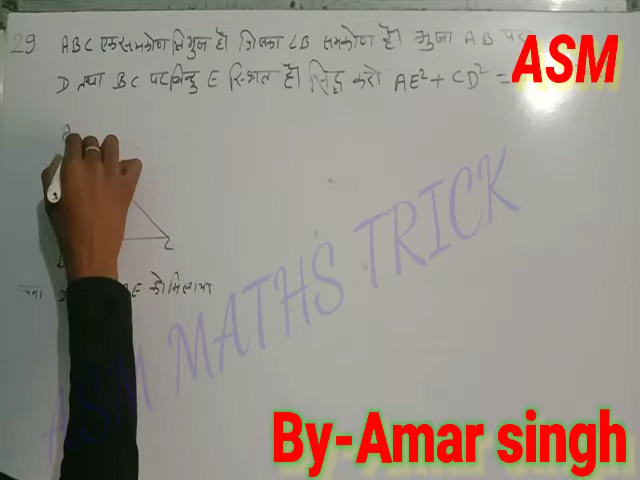 29 ABC एक समकोण त्रिभुज है जिसका ∠B समकोण है। भुजा AB पर
ASM
D तथा BC पर बिन्दु E स्थित है। सिद्ध करो AE² + CD² =
A
C
E को मिलाया
ASM MATHS TRICK
By-Amar singh